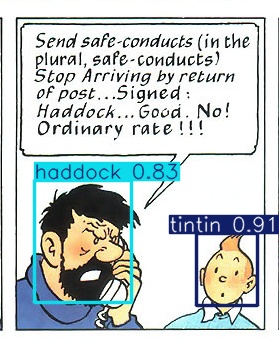 Send safe-conducts (in the
plural, safe-conducts)
Stop Arriving by return
of post...Signed:
Haddock...Good. No!
Ordinary rate!!!
haddock 0.83
tintin 0.91